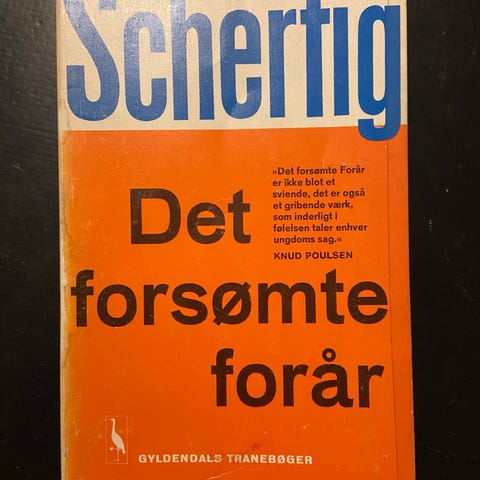 Scherfig
»Det forsømte Forår
er ikke blot et
sviende, det er også
et gribende værk,
som inderligt i
følelsen taler enhver
ungdoms sag.«
KNUD POULSEN
Det
forsømte
forår
GYLDENDALS TRANEBØGER